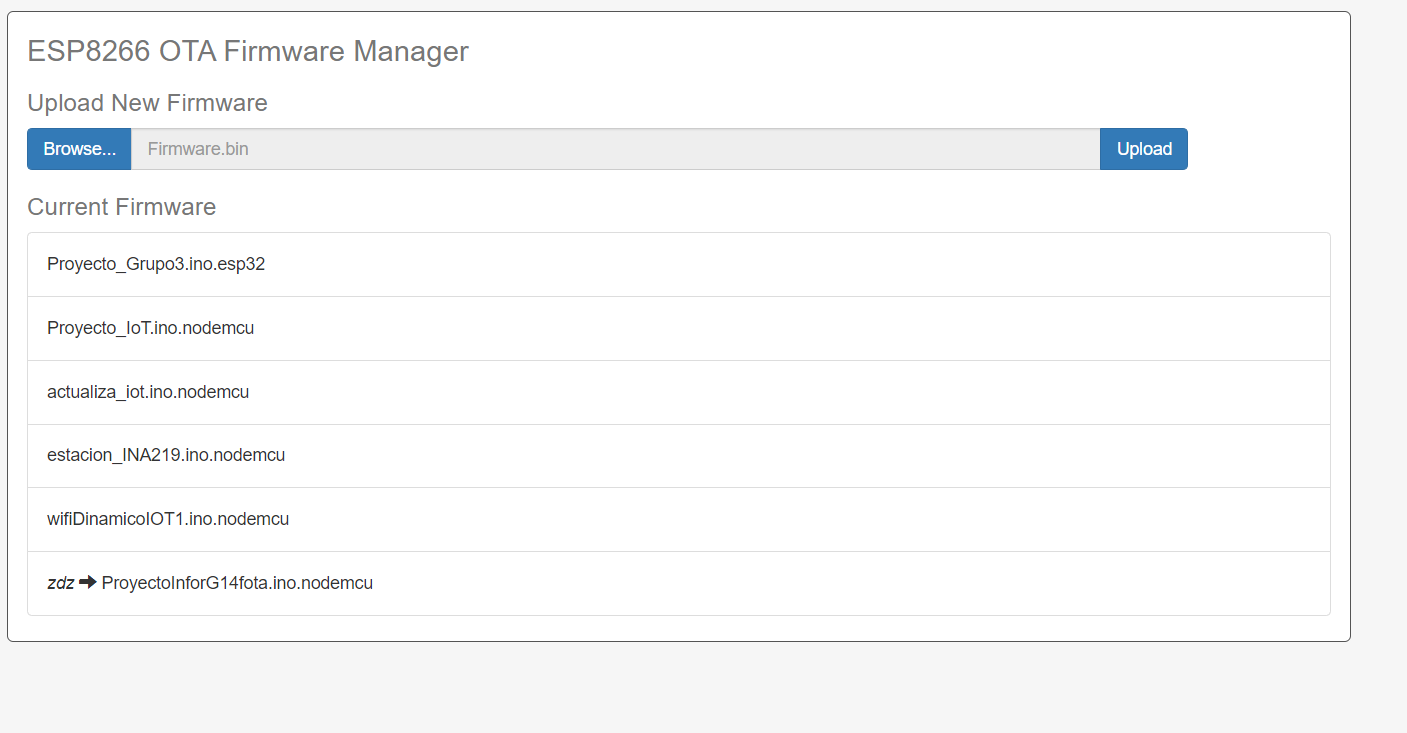 ESP8266 OTA Firmware Manager
Upload New Firmware
Browse... Firmware.bin Upload
Current Firmware
Proyecto_Grupo3.ino.esp32
Proyecto_IoT.ino.nodemcu
actualiza_iot.ino.nodemcu
estacion_INA219.ino.nodemcu
wifiDinamicoIOT1.ino.nodemcu
zdz ➡ ProyectoInforG14fota.ino.nodemcu